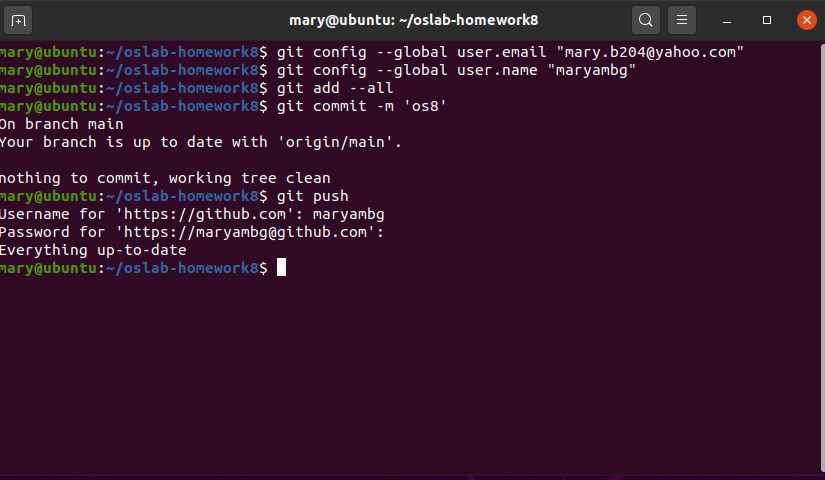 mary@ubuntu: ~/oslab-homework8
mary@ubuntu:~/oslab-homework8$ git config --global user.email "mary.b204@yahoo.com"
mary@ubuntu:~/oslab-homework8$ git config --global user.name "maryambg"
mary@ubuntu:~/oslab-homework8$ git add --all
mary@ubuntu:~/oslab-homework8$ git commit -m 'os8'
On branch main
Your branch is up to date with 'origin/main'.
nothing to commit, working tree clean
mary@ubuntu:~/oslab-homework8$ git push
Username for 'https://github.com': maryambg
Password for 'https://maryambg@github.com':
Everything up-to-date
mary@ubuntu:~/oslab-homework8$